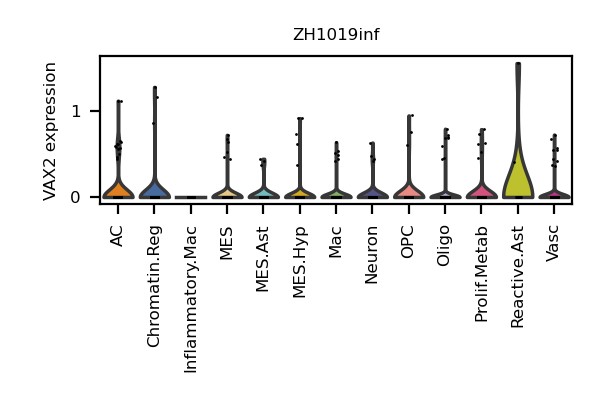 ZH1019inf
VAX2 expression
1
0
AC
Chromatin.Reg
Inflammatory.Mac
MES
MES.Ast
MES.Hyp
Mac
Neuron
OPC
Oligo
Prolif.Metab
Reactive.Ast
Vasc